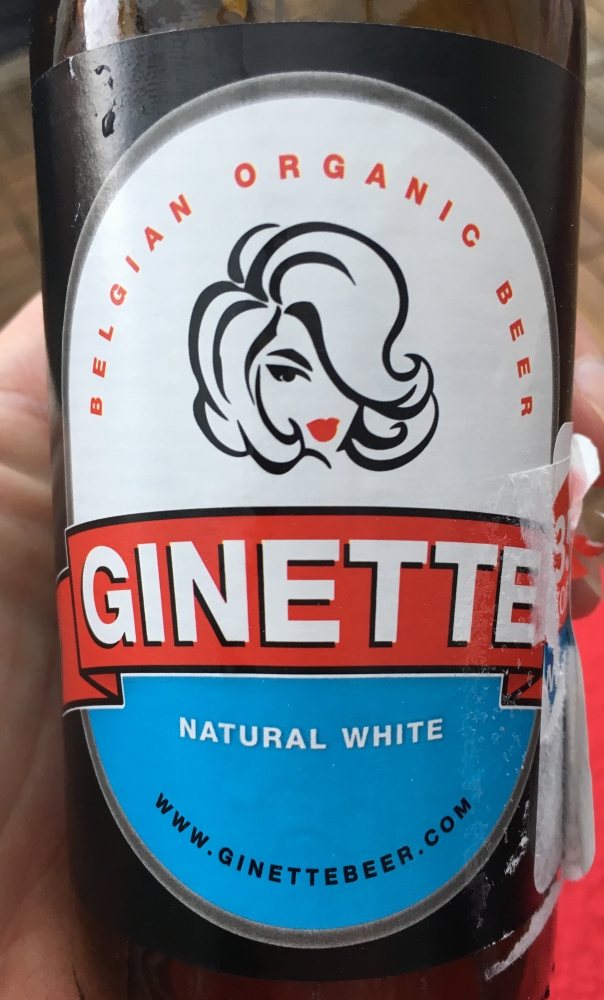 BELGIAN ORGANIC BEER
GINETTE
NATURAL WHITE
WWW.GINETTEBEER.COM